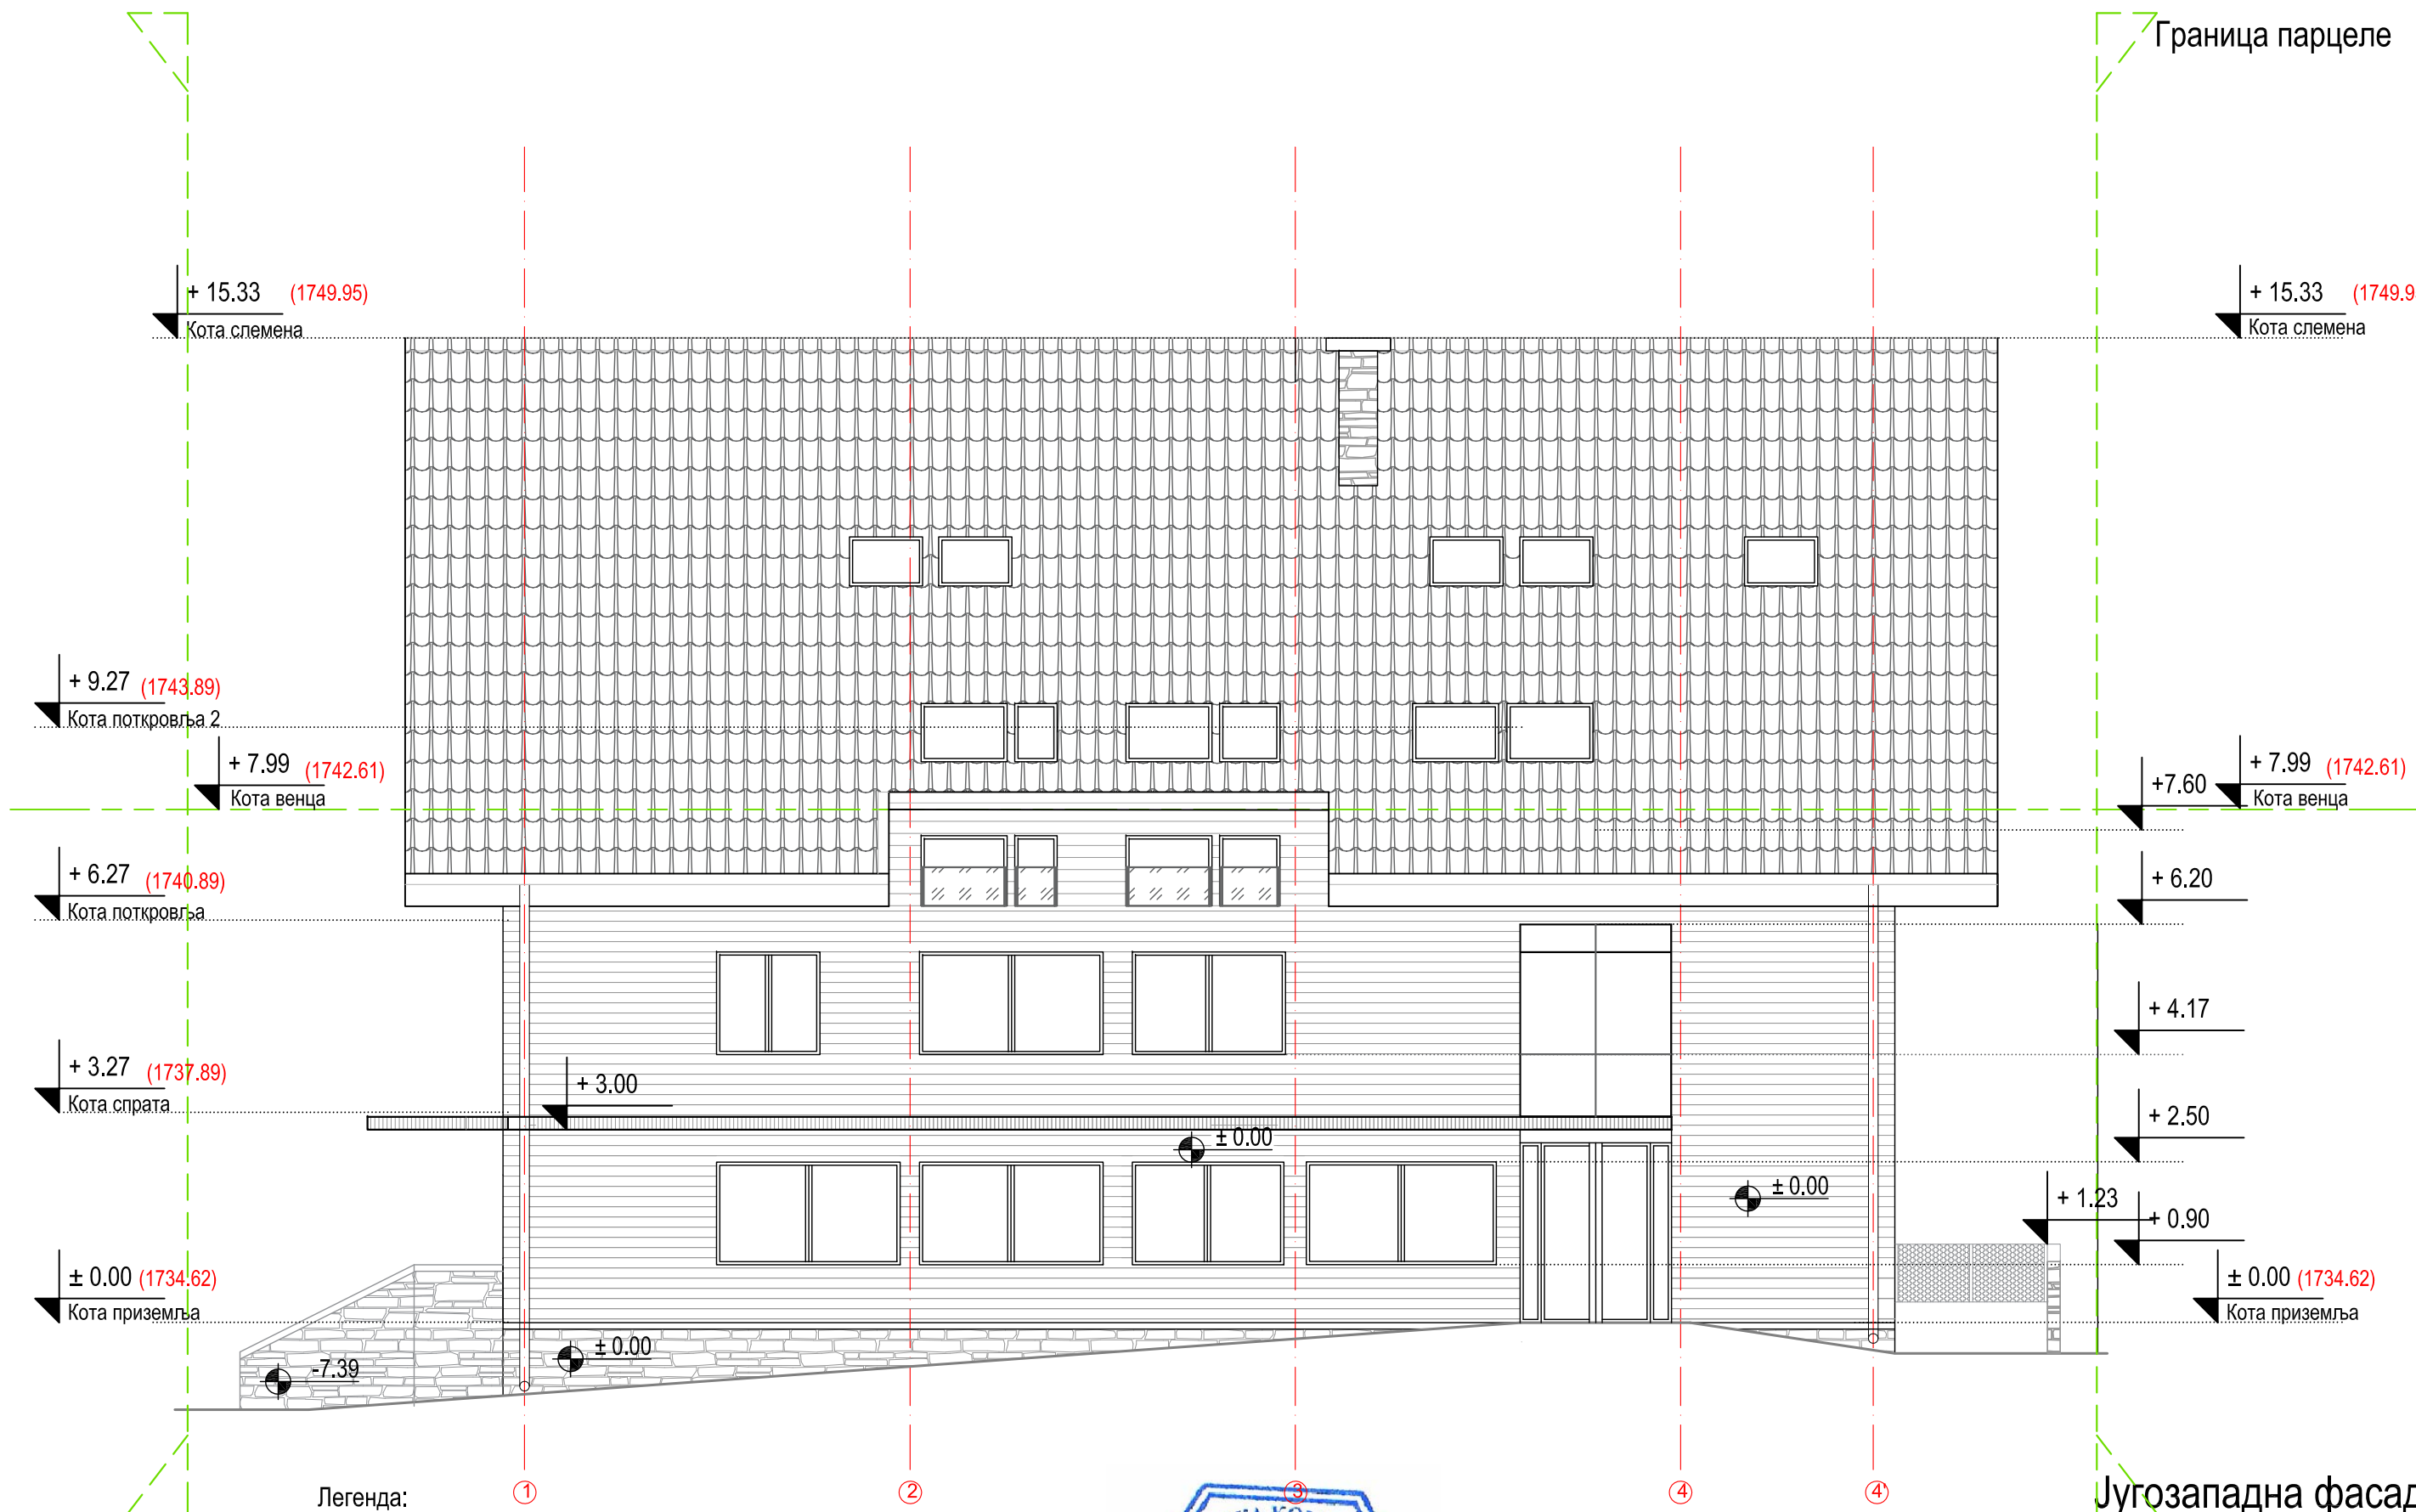 Граница парцеле
+ 15.33 (1749.95)
Кота слемена
+ 15.33 (1749.9
Кота слемена
+ 9.27 (1743.89)
Кота поткровља 2
+ 7.99 (1742.61)
Кота венца
+7.60
+ 7.99 (1742.61)
Кота венца
+ 6.27 (1740.89)
Кота поткровља
+ 6.20
+ 4.17
+ 3.27 (1737.89)
Кота спрата
+ 3.00
± 0.00
+ 2.50
± 0.00
+ 1.23
+ 0.90
± 0.00 (1734.62)
Кота приземља
± 0.00 (1734.62)
Кота приземља
± 0.00
-7.39
1
2
3
4
4'
Легенда:
Југозападна фасад